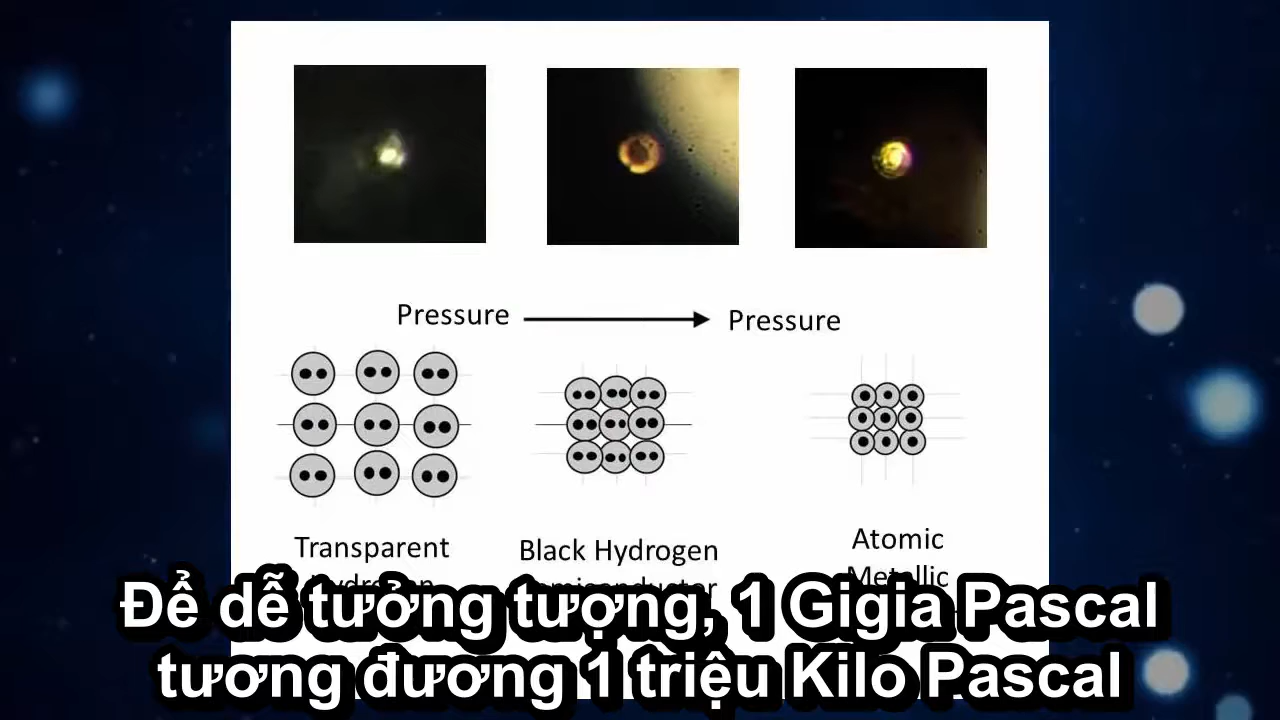 Pressure
Pressure
Transparent
Black Hydrogen
Atomic
Metallic
Để dễ tưởng tượng, 1 Gigia Pascal
tương đương 1 triệu Kilo Pascal